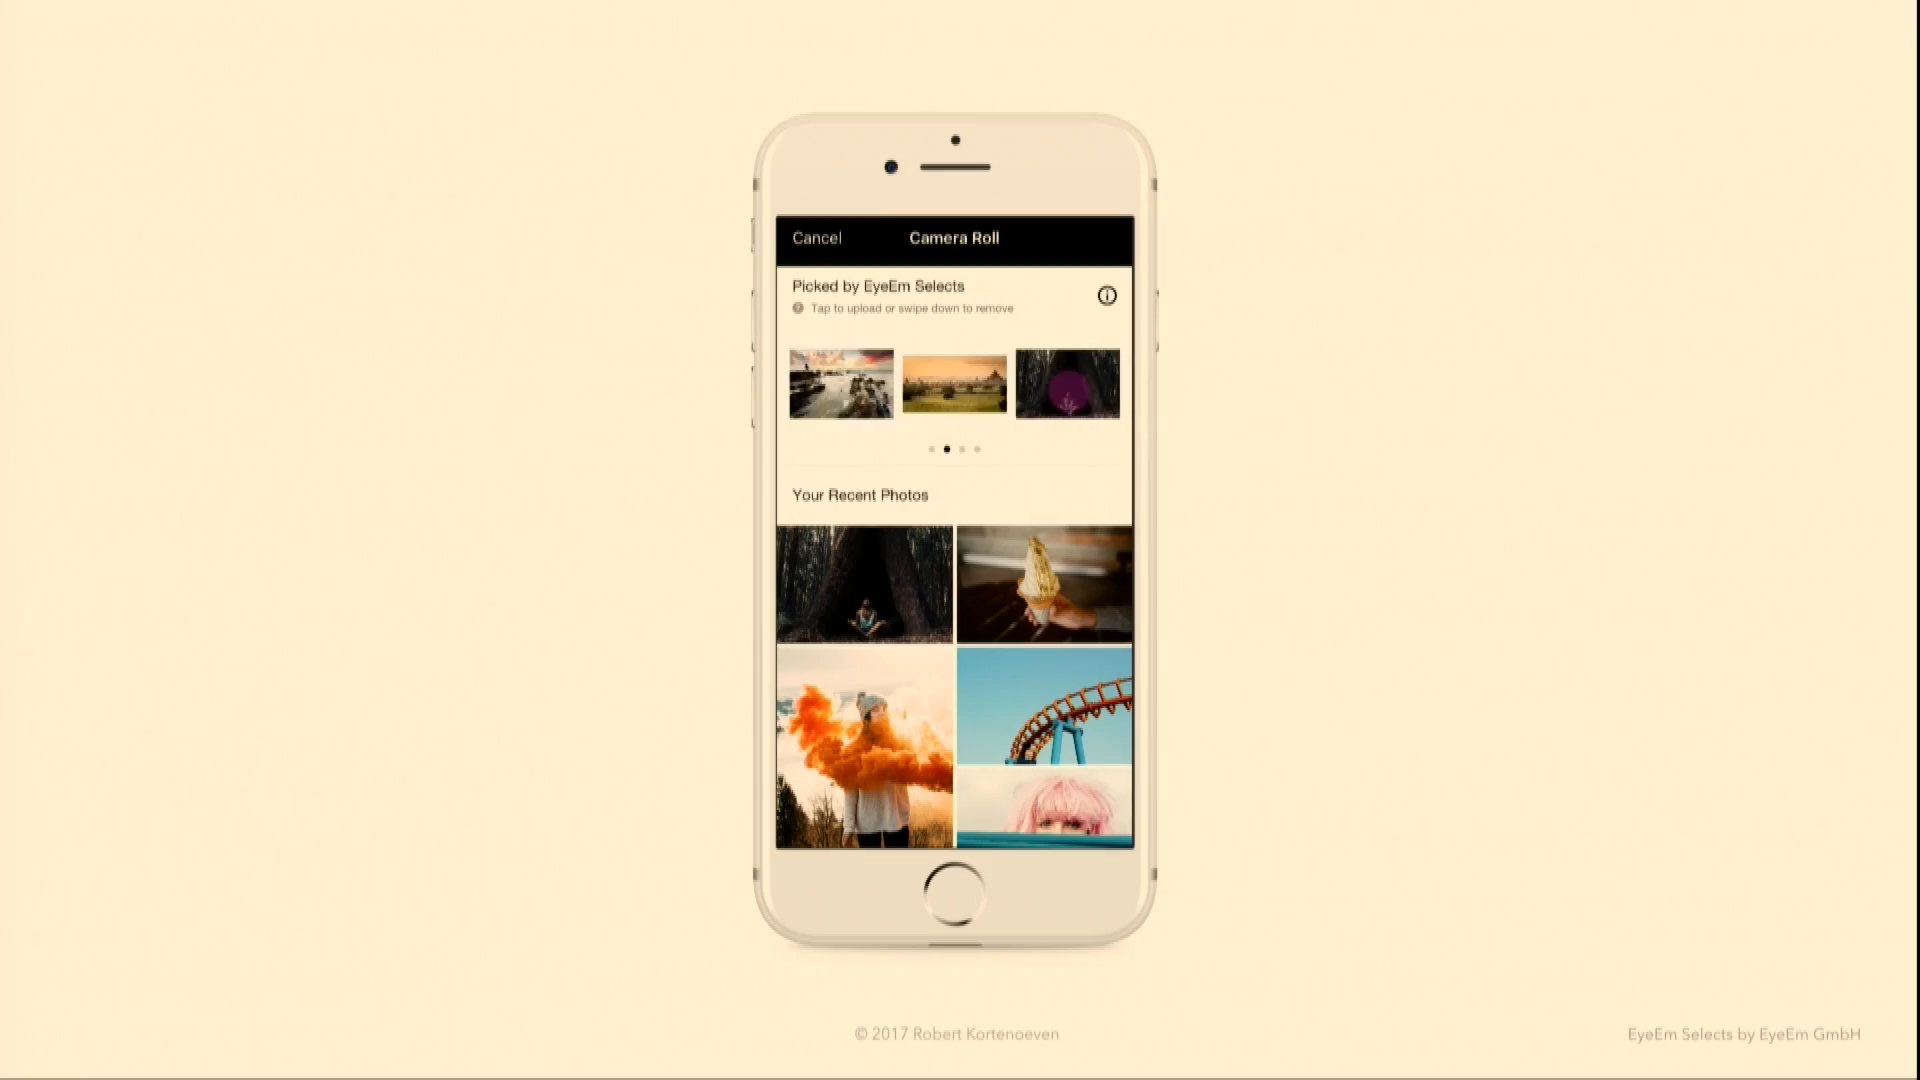 Cancel
Camera Roll
Picked by EyeEm Selects
Tap to upload or swipe down to remove
Your Recent Photos
© 2017 Robert Kortenoeven
EyeEm Selects by EyeEm GmbH